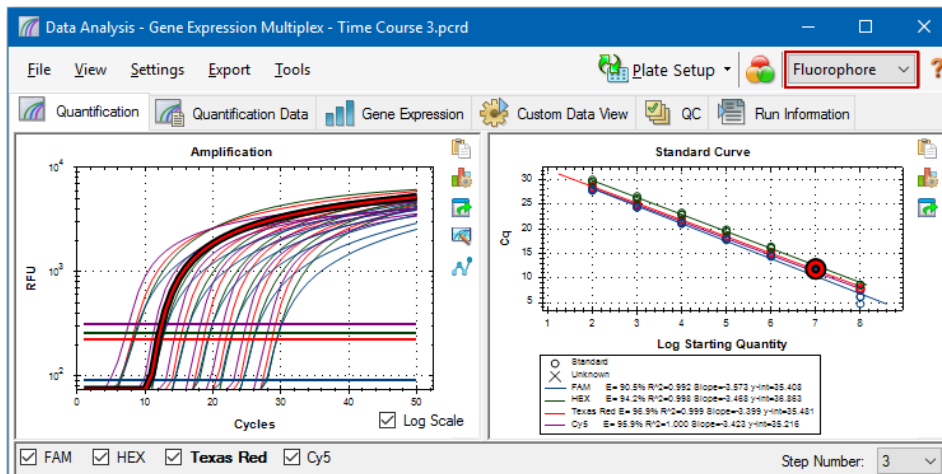 Data Analysis - Gene Expression Multiplex - Time Course 3.pcrd
File View Settings Export Tools Plate Setup Fluorophore ?
Quantification Quantification Data Gene Expression Custom Data View QC Run Information
Amplification
10^4
10^3
10^2
RFU
0 10 20 30 40 50
Cycles
Log Scale
Standard Curve
30
25
20
15
10
5
Cq
1 2 3 4 5 6 7 8
Log Starting Quantity
Standard
Unknown
FAM E= 90.5% R^2=0.992 Slope=-3.573 y-int=35.408
HEX E= 94.2% R^2=0.998 Slope=-3.468 y-int=36.863
Texas Red E= 96.9% R^2=0.999 Slope=-3.399 y-int=35.481
Cy5 E= 95.9% R^2=1.000 Slope=-3.423 y-int=35.216
FAM HEX Texas Red Cy5
Step Number: 3